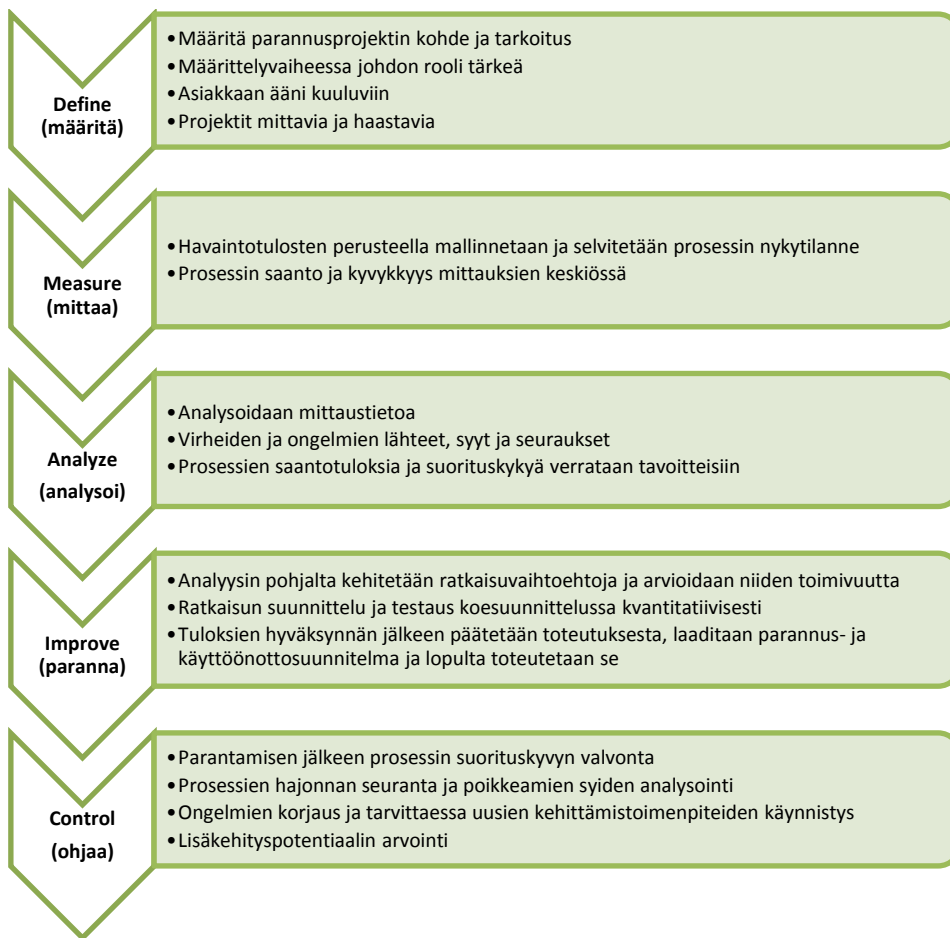 Define
(määritä)
•Määritä parannusprojektin kohde ja tarkoitus
•Määrittelyvaiheessa johdon rooli tärkeä
•Asiakkaan ääni kuuluviin
•Projektit mittavia ja haastavia
Measure
(mittaa)
•Havaintotulosten perusteella mallinnetaan ja selvitetään prosessin nykytilanne
•Prosessin saanto ja kyvykkyys mittauksien keskiössä
Analyze
(analysoi)
•Analysoidaan mittaustietoa
•Virheiden ja ongelmien lähteet, syyt ja seuraukset
•Prosessien saantotuloksia ja suorituskykyä verrataan tavoitteisiin
Improve
(paranna)
•Analyysin pohjalta kehitetään ratkaisuvaihtoehtoja ja arvioidaan niiden toimivuutta
•Ratkaisun suunnittelu ja testaus koesuunnittelussa kvantitatiivisesti
•Tuloksien hyväksynnän jälkeen päätetään toteutuksesta, laaditaan parannus- ja
käyttöönottosuunnitelma ja lopulta toteutetaan se
Control
(ohjaa)
•Parantamisen jälkeen prosessin suorituskyvyn valvonta
•Prosessien hajonnan seuranta ja poikkeamien syiden analysointi
•Ongelmien korjaus ja tarvittaessa uusien kehittämistoimenpiteiden käynnistys
•Lisäkehityspotentiaalin arvointi